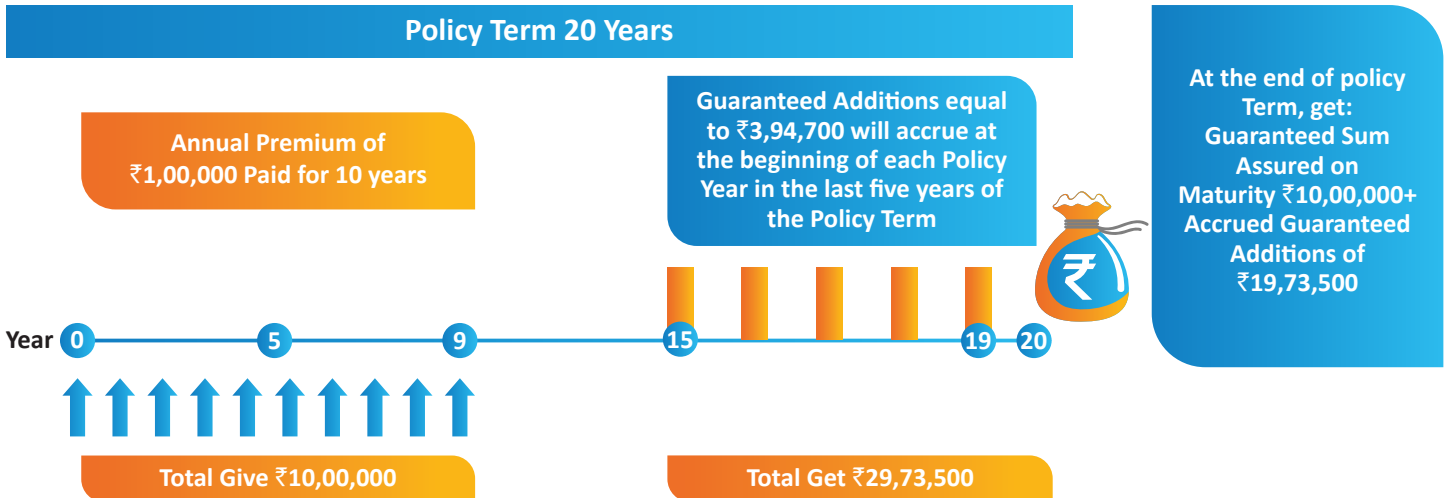 Policy Term 20 Years
Annual Premium of
₹1,00,000 Paid for 10 years
Guaranteed Additions equal
to ₹3,94,700 will accrue at
the beginning of each Policy
Year in the last five years of
the Policy Term
At the end of policy
Term, get:
Guaranteed Sum
Assured on
Maturity ₹10,00,000+
Accrued Guaranteed
Additions of
₹19,73,500
₹
Year 0 5 9 15 19 20
Total Give ₹10,00,000
Total Get ₹29,73,500